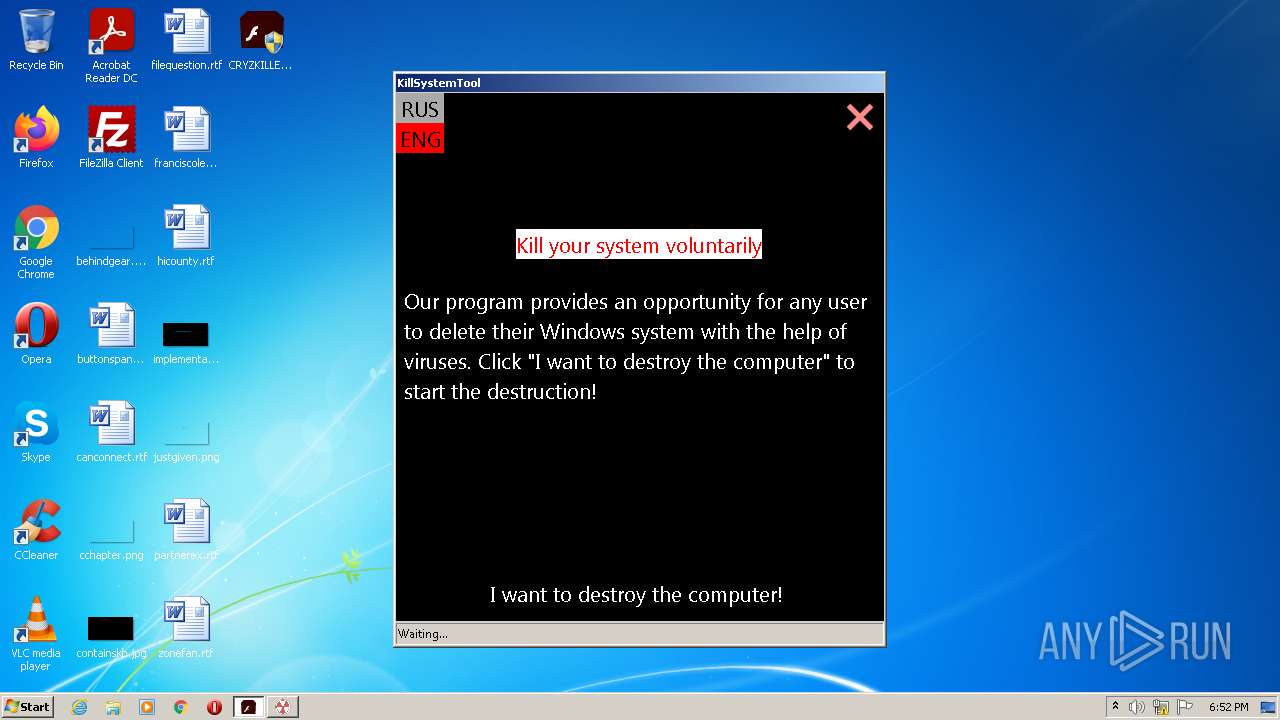 Recycle Bin
Acrobat
Reader DC
filequestion.rtf
CRYZKILLE...
Firefox
FileZilla Client
franciscole...
Google
Chrome
behindgear....
hicounty.rtf
Opera
buttonspan...
implementa...
Skype
canconnect.rtf
justgiven.png
CCleaner
cchapter.png
partnerex.rtf
VLC media
player
containskb.jpg
zonefan.rtf
KillSystemTool
RUS
ENG
Kill your system voluntarily
Our program provides an opportunity for any user
to delete their Windows system with the help of
viruses. Click "I want to destroy the computer" to
start the destruction!
I want to destroy the computer!
Waiting...
ANY RUN
Start
6:52 PM